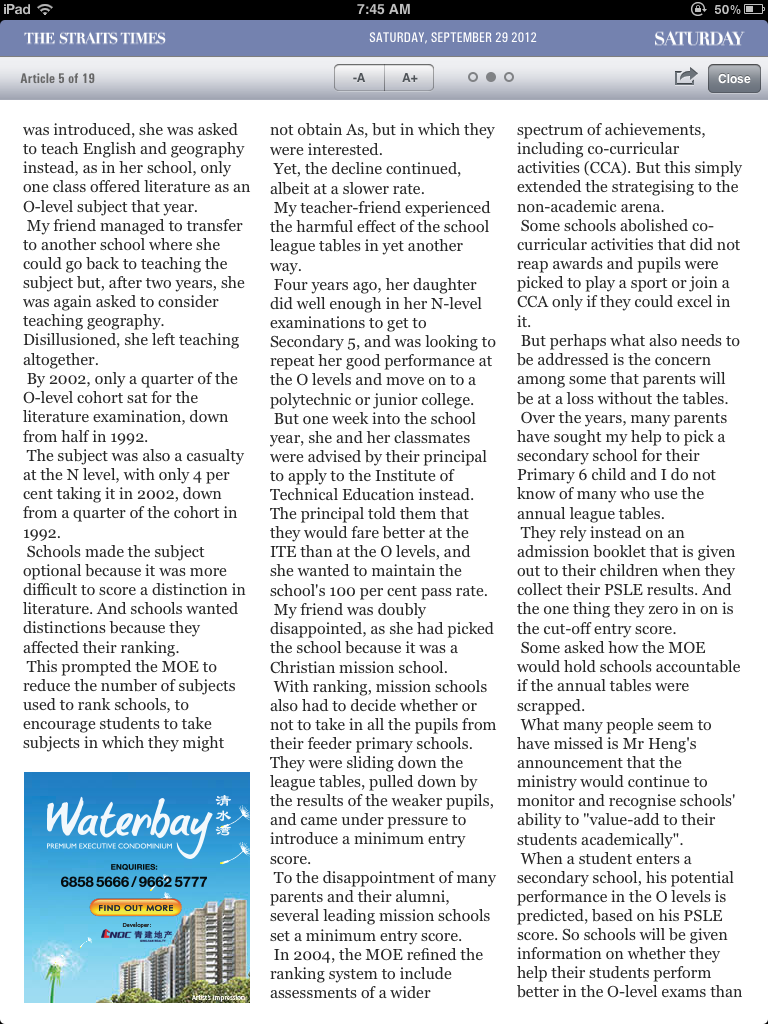 iPad
7:45 AM
50%
THE STRAITS TIMES
SATURDAY, SEPTEMBER 29 2012
SATURDAY
Article 5 of 19
-A
A+
Close
was introduced, she was asked
to teach English and geography
instead, as in her school, only
one class offered literature as an
O-level subject that year.
My friend managed to transfer
to another school where she
could go back to teaching the
subject but, after two years, she
was again asked to consider
teaching geography.
Disillusioned, she left teaching
altogether.
By 2002, only a quarter of the
O-level cohort sat for the
literature examination, down
from half in 1992.
The subject was also a casualty
at the N level, with only 4 per
cent taking it in 2002, down
from a quarter of the cohort in
1992.
Schools made the subject
optional because it was more
difficult to score a distinction in
literature. And schools wanted
distinctions because they
affected their ranking.
This prompted the MOE to
reduce the number of subjects
used to rank schools, to
encourage students to take
subjects in which they might
Waterbay
清水湾
PREMIUM EXECUTIVE CONDOMINIUM
ENQUIRIES:
6858 5666 / 9662 5777
FIND OUT MORE
Developer:
青建地产
Artist's Impression
not obtain As, but in which they
were interested.
Yet, the decline continued,
albeit at a slower rate.
My teacher-friend experienced
the harmful effect of the school
league tables in yet another
way.
Four years ago, her daughter
did well enough in her N-level
examinations to get to
Secondary 5, and was looking to
repeat her good performance at
the O levels and move on to a
polytechnic or junior college.
But one week into the school
year, she and her classmates
were advised by their principal
to apply to the Institute of
Technical Education instead.
The principal told them that
they would fare better at the
ITE than at the O levels, and
she wanted to maintain the
school's 100 per cent pass rate.
My friend was doubly
disappointed, as she had picked
the school because it was a
Christian mission school.
With ranking, mission schools
also had to decide whether or
not to take in all the pupils from
their feeder primary schools.
They were sliding down the
league tables, pulled down by
the results of the weaker pupils,
and came under pressure to
introduce a minimum entry
score.
To the disappointment of many
parents and their alumni,
several leading mission schools
set a minimum entry score.
In 2004, the MOE refined the
ranking system to include
assessments of a wider
spectrum of achievements,
including co-curricular
activities (CCA). But this simply
extended the strategising to the
non-academic arena.
Some schools abolished co-
curricular activities that did not
reap awards and pupils were
picked to play a sport or join a
CCA only if they could excel in
it.
But perhaps what also needs to
be addressed is the concern
among some that parents will
be at a loss without the tables.
Over the years, many parents
have sought my help to pick a
secondary school for their
Primary 6 child and I do not
know of many who use the
annual league tables.
They rely instead on an
admission booklet that is given
out to their children when they
collect their PSLE results. And
the one thing they zero in on is
the cut-off entry score.
Some asked how the MOE
would hold schools accountable
if the annual tables were
scrapped.
What many people seem to
have missed is Mr Heng's
announcement that the
ministry would continue to
monitor and recognise schools'
ability to "value-add to their
students academically".
When a student enters a
secondary school, his potential
performance in the O levels is
predicted, based on his PSLE
score. So schools will be given
information on whether they
help their students perform
better in the O-level exams than